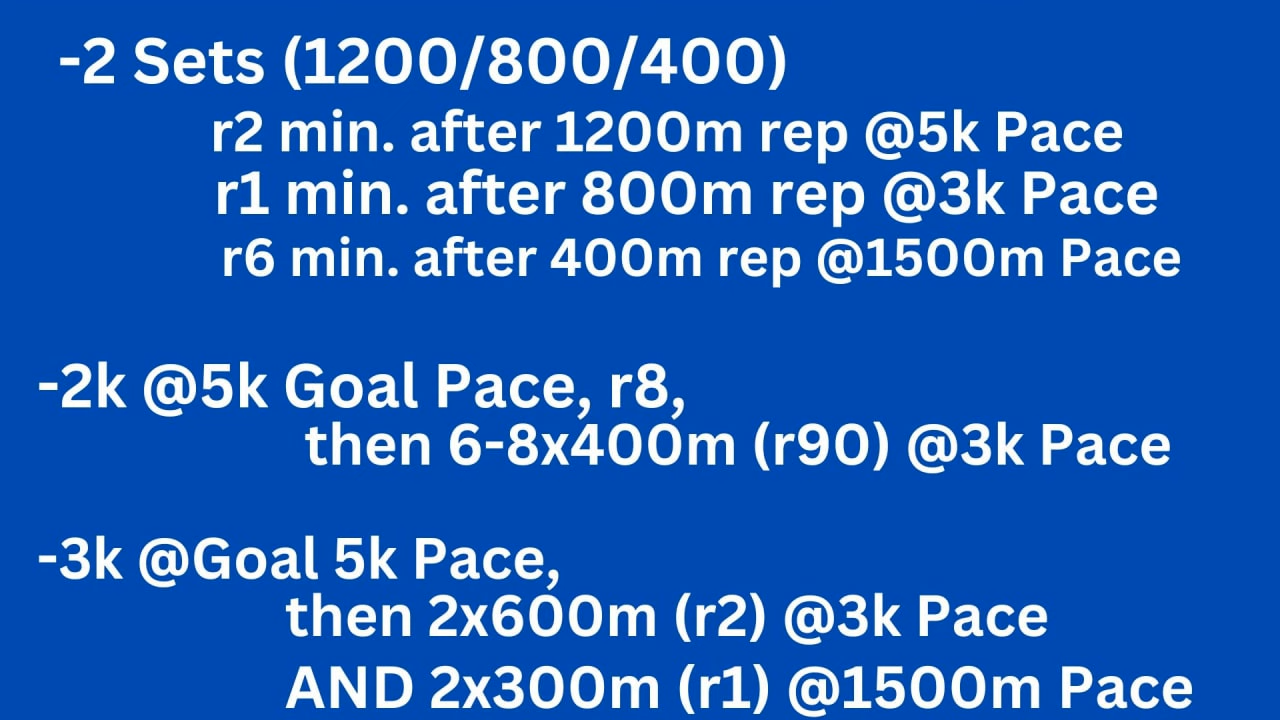 -2 Sets (1200/800/400)
r2 min. after 1200m rep @5k Pace
r1 min. after 800m rep @3k Pace
r6 min. after 400m rep @1500m Pace
-2k @5k Goal Pace, r8,
then 6-8x400m (r90) @3k Pace
-3k @Goal 5k Pace,
then 2x600m (r2) @3k Pace
AND 2x300m (r1) @1500m Pace